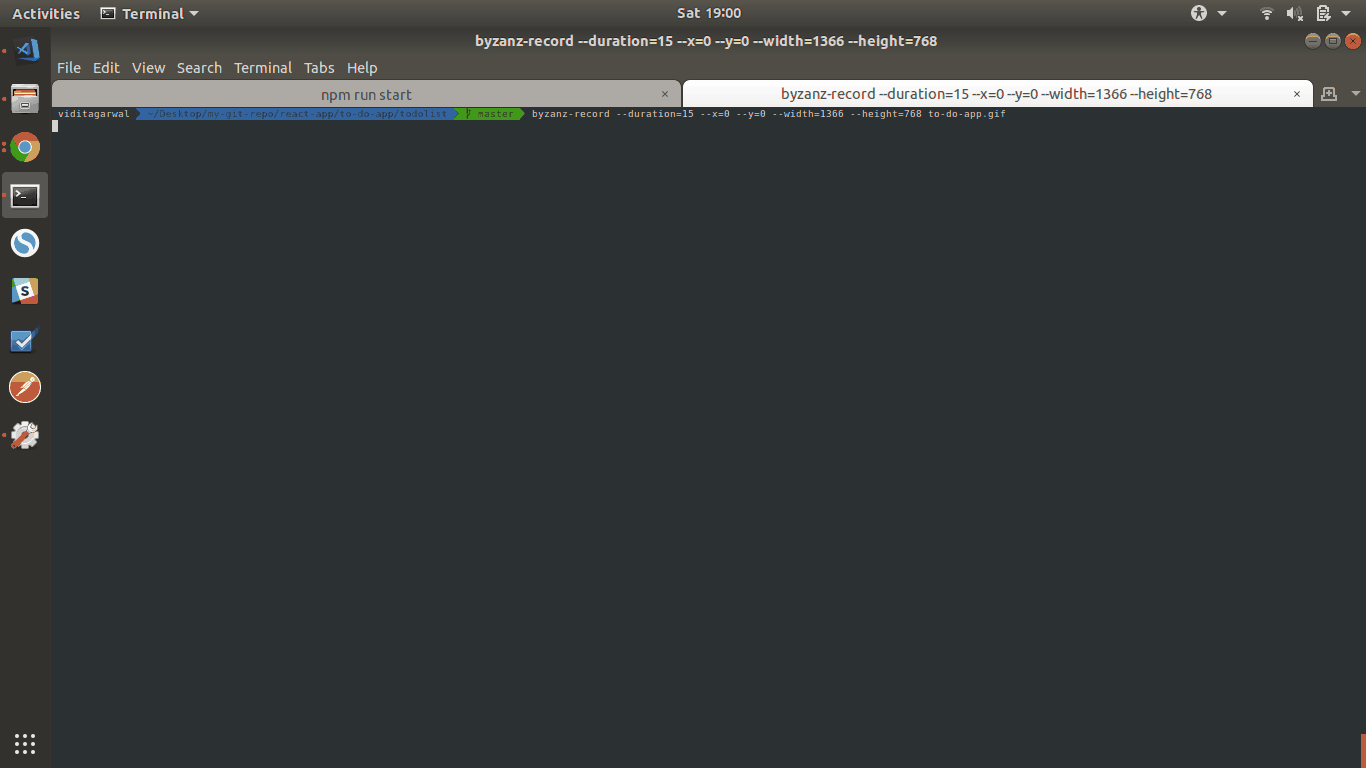 Activities Terminal Sat 19:00
byzanz-record --duration=15 --x=0 --y=0 --width=1366 --height=768
File Edit View Search Terminal Tabs Help
npm run start × byzanz-record --duration=15 --x=0 --y=0 --width=1366 --height=768 ×
viditagarwal ~/Desktop/my-git-repo/react-app/to-do-app/todolist master byzanz-record --duration=15 --x=0 --y=0 --width=1366 --height=768 to-do-app.gif
S